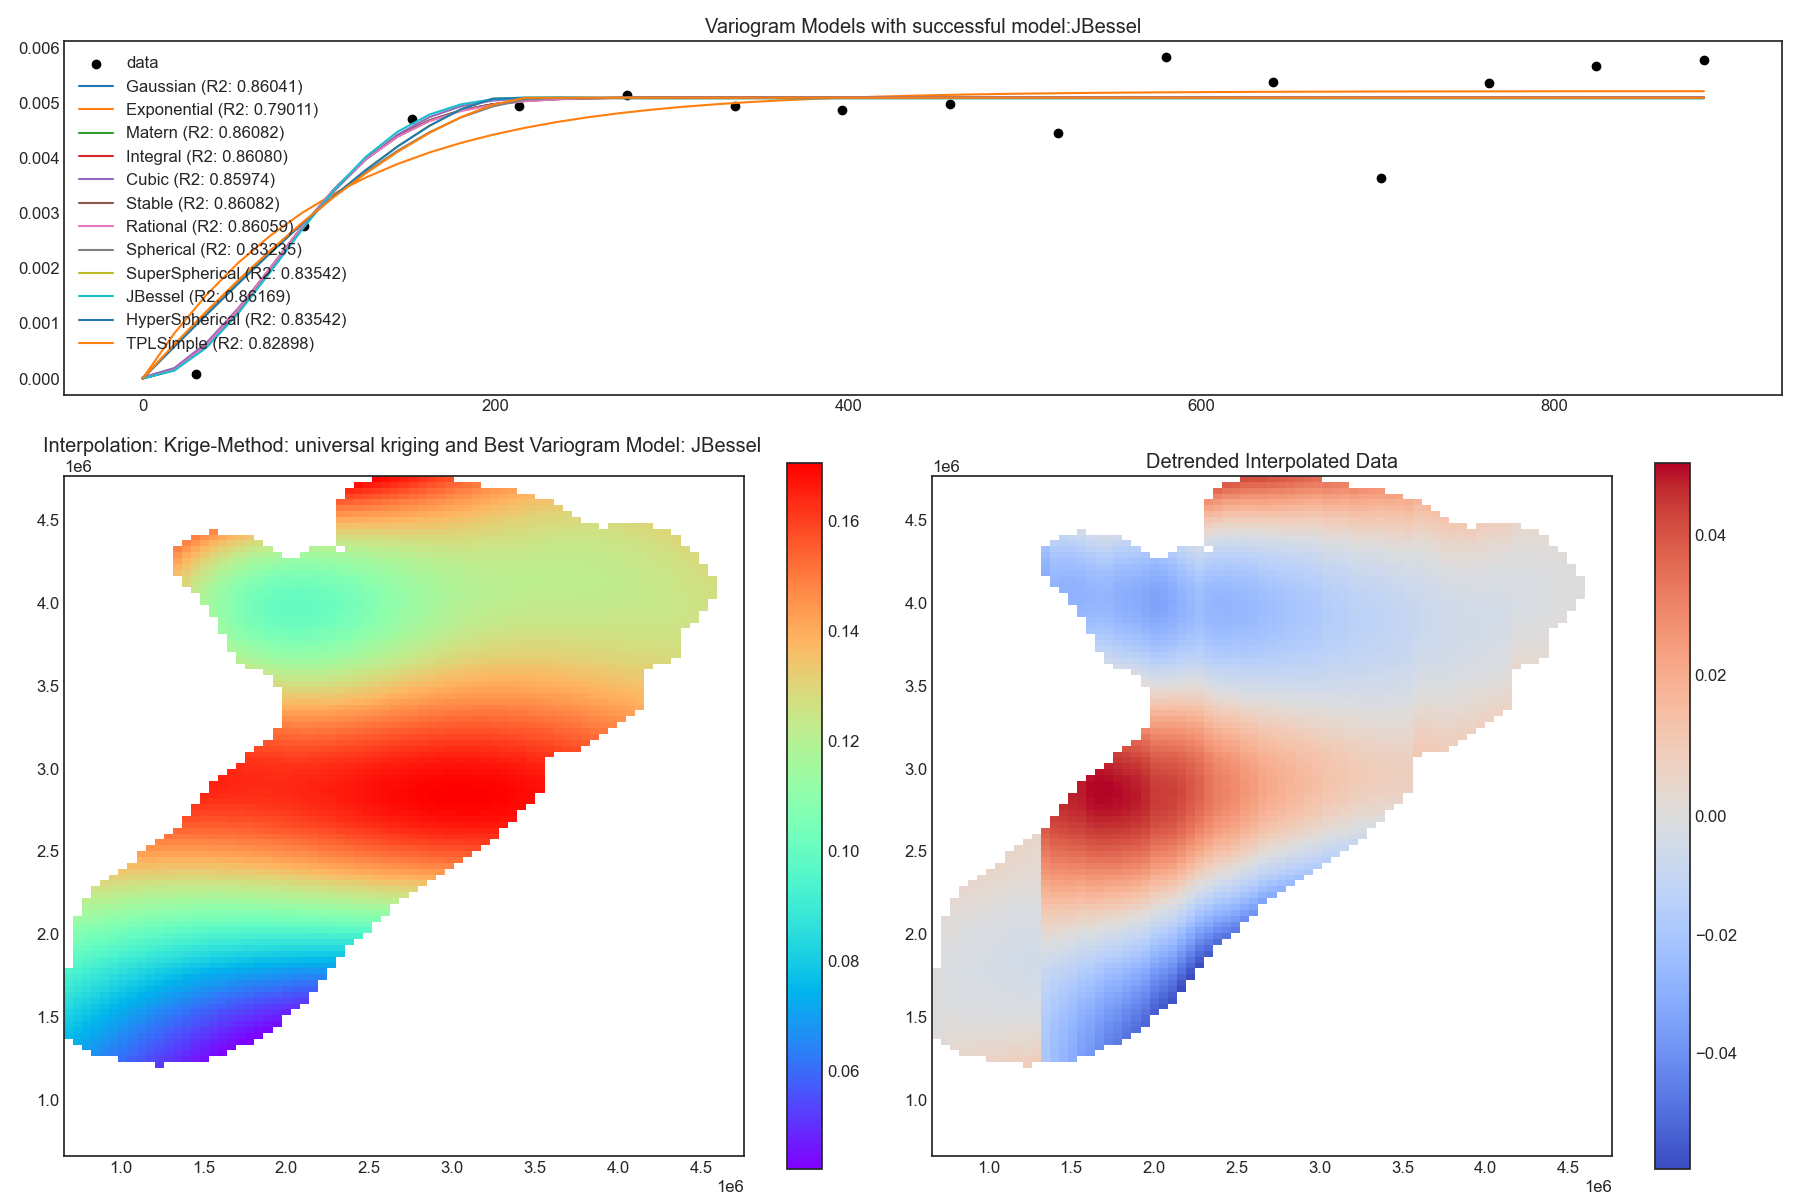 Variogram Models with successful model:JBessel
0.006
0.005
0.004
0.003
0.002
0.001
0.000
data
Gaussian (R2: 0.86041)
Exponential (R2: 0.79011)
Matern (R2: 0.86082)
Integral (R2: 0.86080)
Cubic (R2: 0.85974)
Stable (R2: 0.86082)
Rational (R2: 0.86059)
Spherical (R2: 0.83235)
SuperSpherical (R2: 0.83542)
JBessel (R2: 0.86169)
HyperSpherical (R2: 0.83542)
TPLSimple (R2: 0.82898)
0 200 400 600 800
Interpolation: Krige-Method: universal kriging and Best Variogram Model: JBessel
1e6
4.5
4.0
3.5
3.0
2.5
2.0
1.5
1.0
1.0 1.5 2.0 2.5 3.0 3.5 4.0 4.5
1e6
0.16
0.14
0.12
0.10
0.08
0.06
Detrended Interpolated Data
1e6
4.5
4.0
3.5
3.0
2.5
2.0
1.5
1.0
1.0 1.5 2.0 2.5 3.0 3.5 4.0 4.5
1e6
0.04
0.02
0.00
−0.02
−0.04